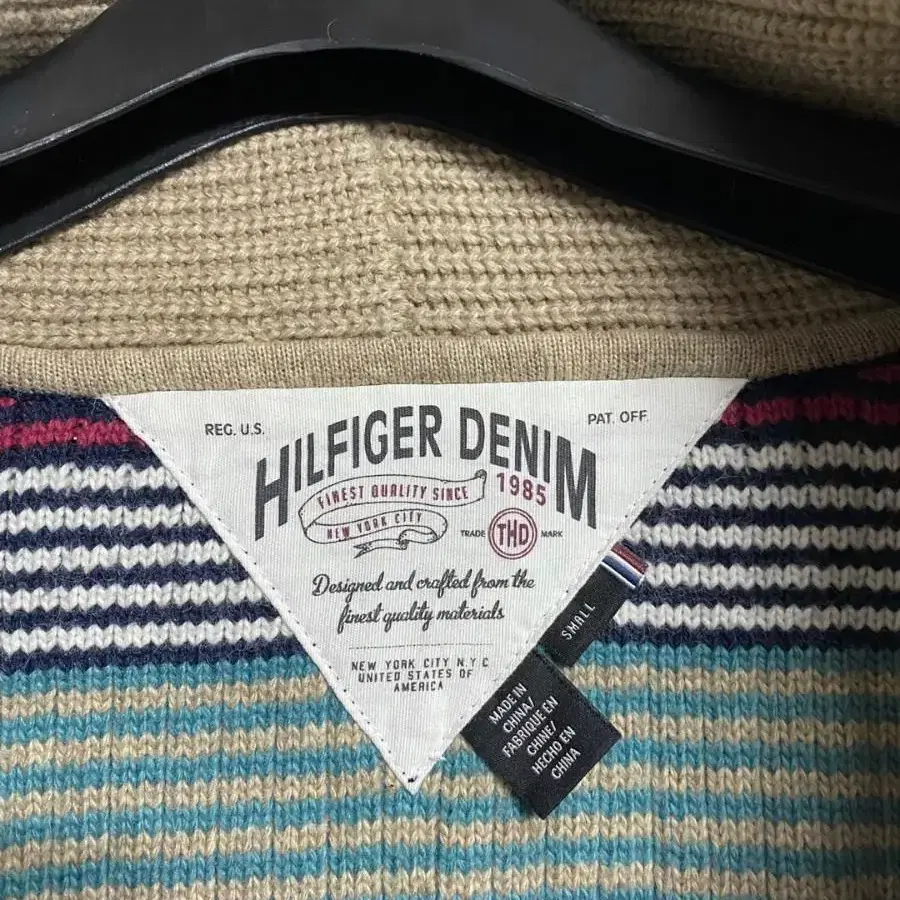 REG. U.S.
PAT. OFF.
HILFIGER DENIM
FINEST QUALITY SINCE
1985
NEW YORK CITY
TRADE THD MARK
Designed and crafted from the
finest quality materials
NEW YORK CITY N.Y.C
UNITED STATES OF
AMERICA
SMALL
MADE IN
CHINA/
FABRIQUE EN
CHINE/
HECHO EN
CHINA